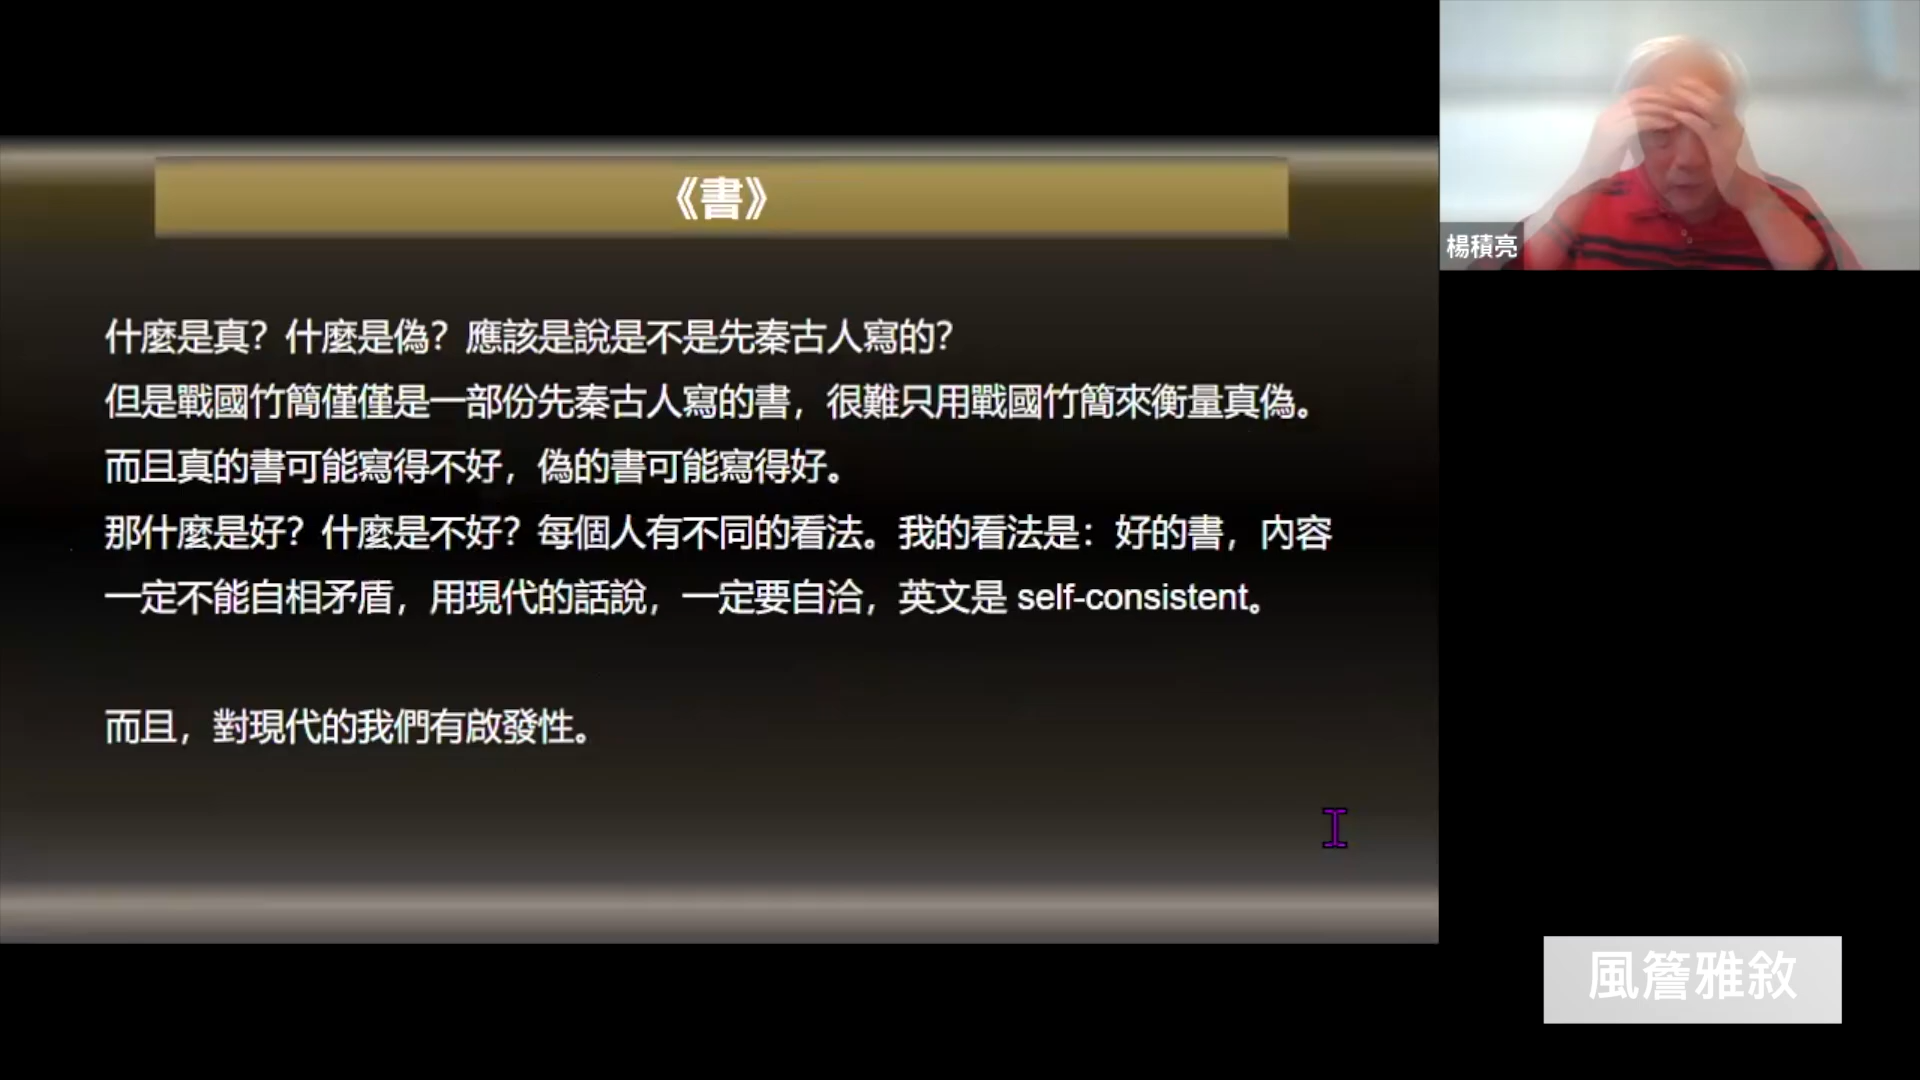 《書》
什麼是真？什麼是偽？應該是說是不是先秦古人寫的？
但是戰國竹簡僅僅是一部份先秦古人寫的書，很難只用戰國竹簡來衡量真偽。
而且真的書可能寫得不好，偽的書可能寫得好。
那什麼是好？什麼是不好？每個人有不同的看法。我的看法是：好的書，內容
一定不能自相矛盾，用現代的話說，一定要自洽，英文是 self-consistent。
而且，對現代的我們有啟發性。
楊積亮
風簷雅敘